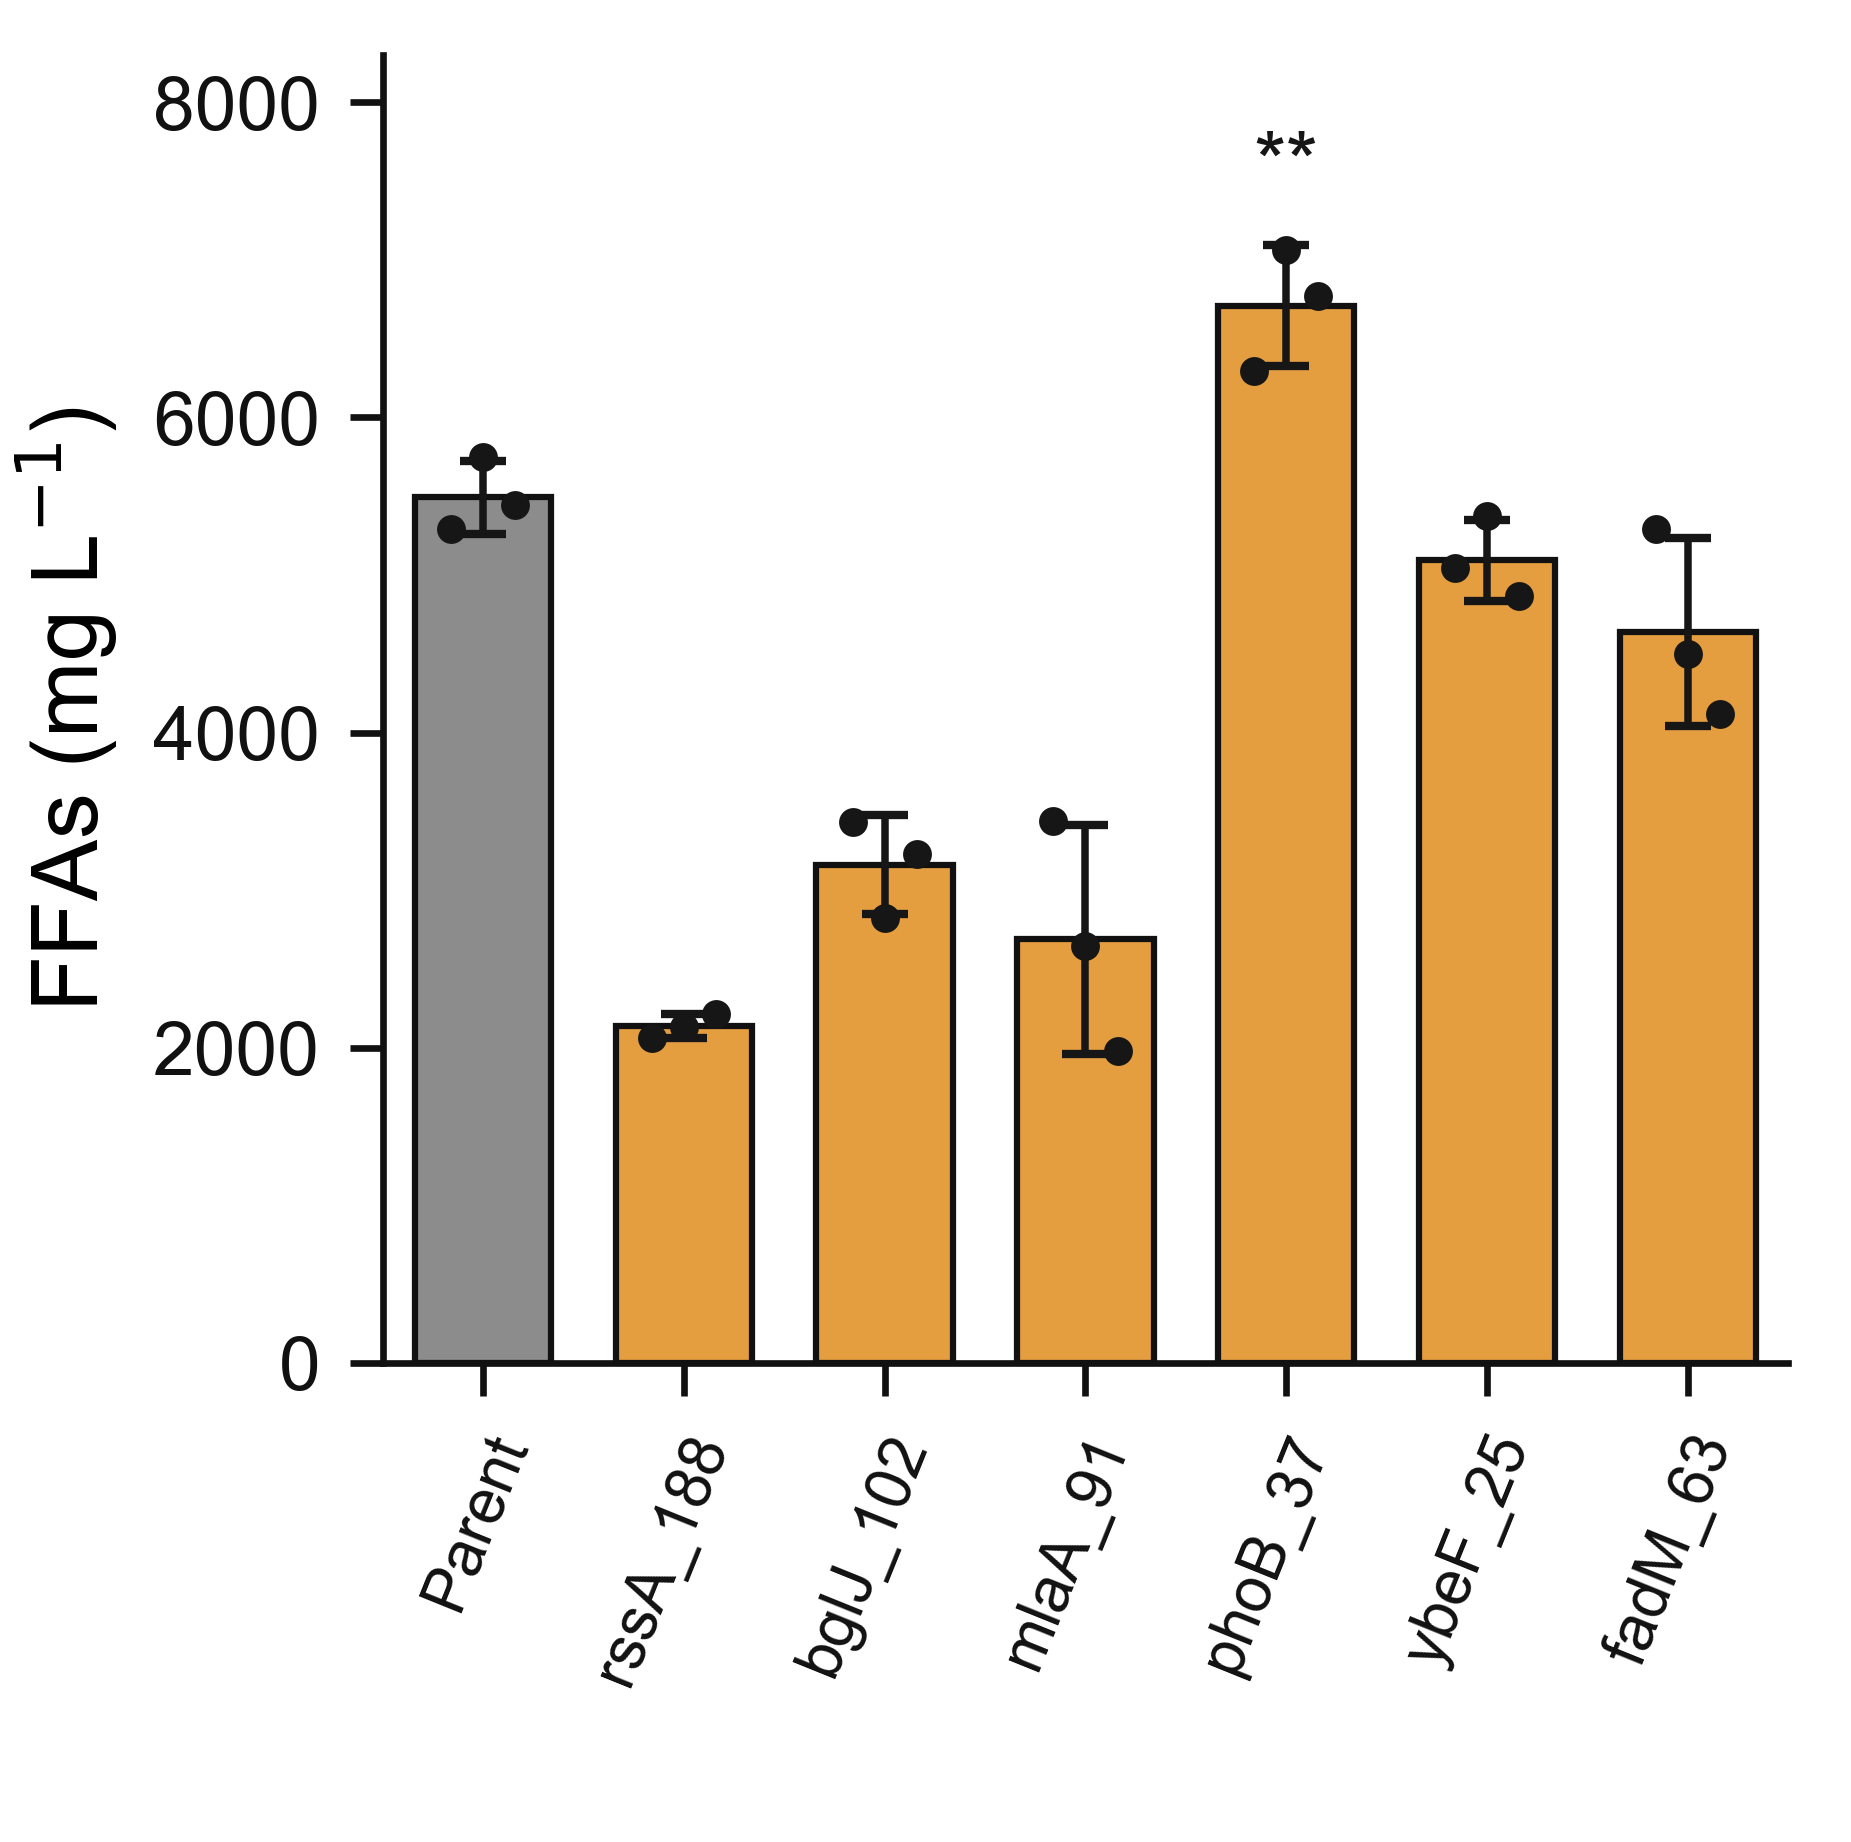 FFAs (mg L⁻¹)
8000
6000
4000
2000
0
**
Parent
rssA_188
bglJ_102
mlaA_91
phoB_37
ybeF_25
fadM_63